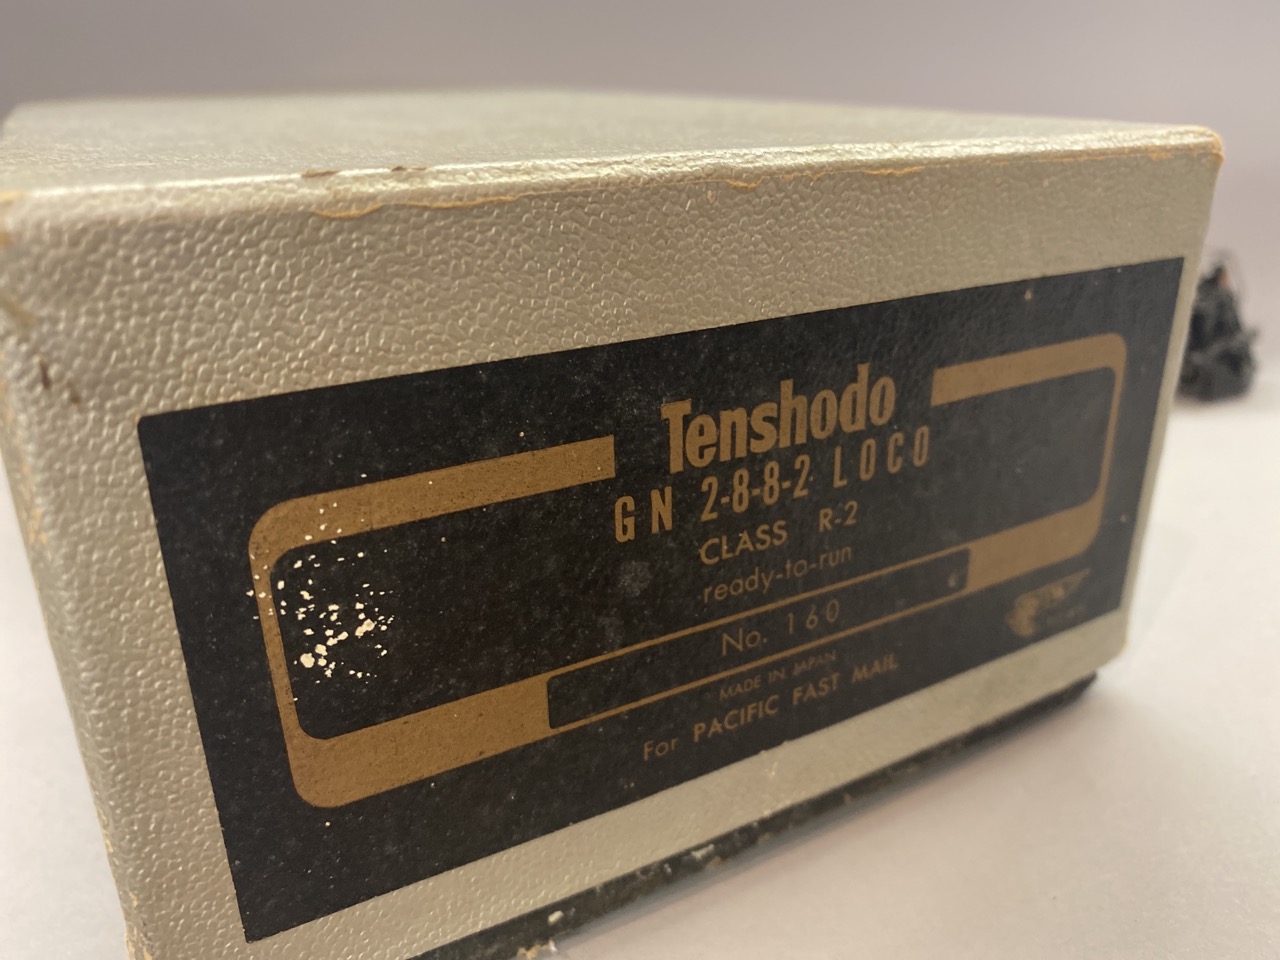 Tenshodo
GN 2-8-8-2 LOCO
CLASS R-2
ready-to-run
No. 160
MADE IN JAPAN
For PACIFIC FAST MAIL